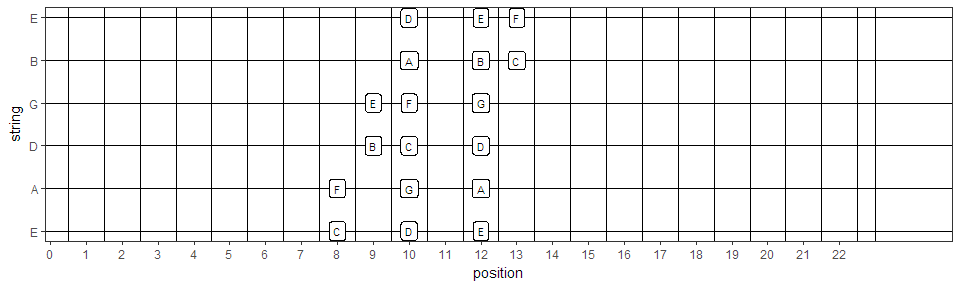 E D E F
B A B C
G E F G
D B C D
A F G A
E C D E
0 1 2 3 4 5 6 7 8 9 10 11 12 13 14 15 16 17 18 19 20 21 22
position
string